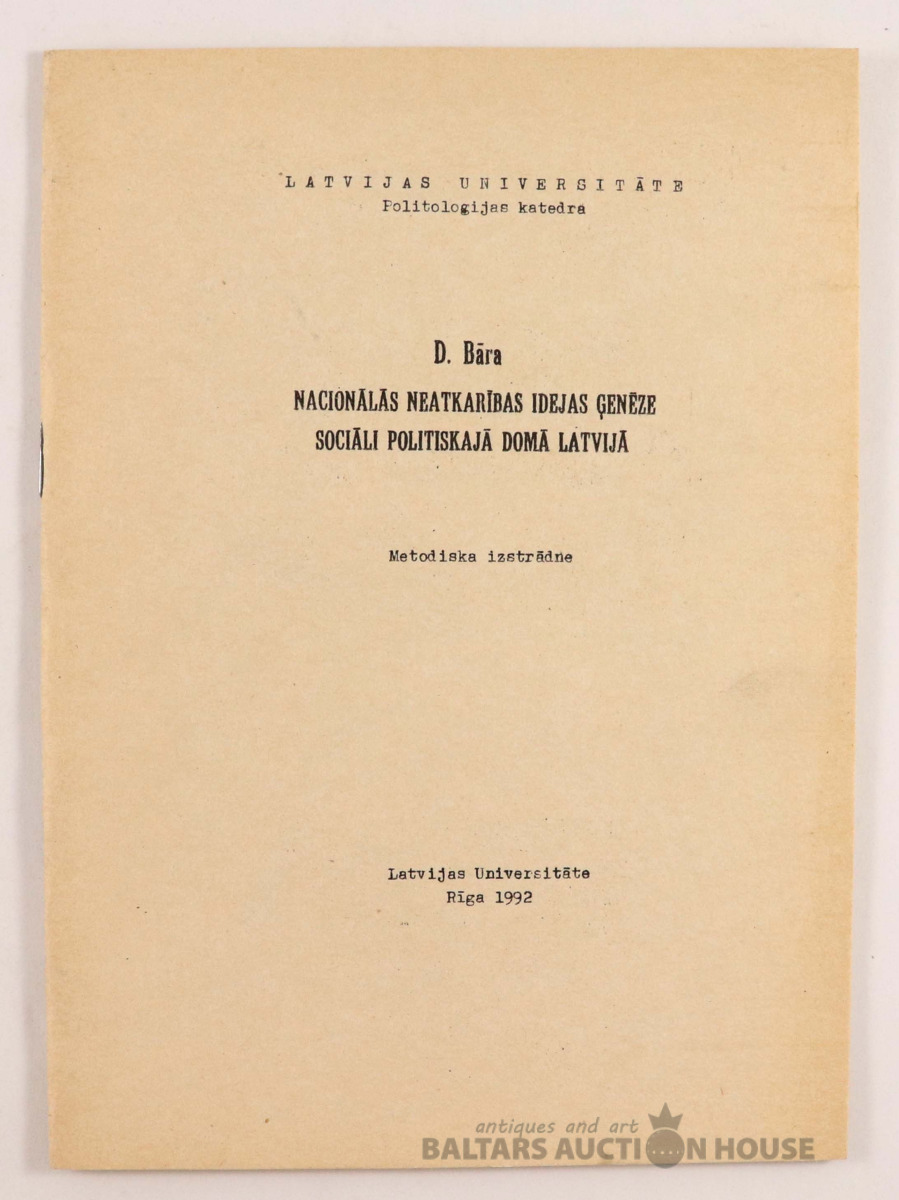 LATVIJAS UNIVERSITĀTE
Politoloģijas katedra
D. Bāra
NACIONĀLĀS NEATKARĪBAS IDEJAS ĢENĒZE
SOCIĀLI POLITISKAJĀ DOMĀ LATVIJĀ
Metodiska izstrādne
Latvijas Universitāte
Rīga 1992
antiques and art
BALTARS AUCTION HOUSE